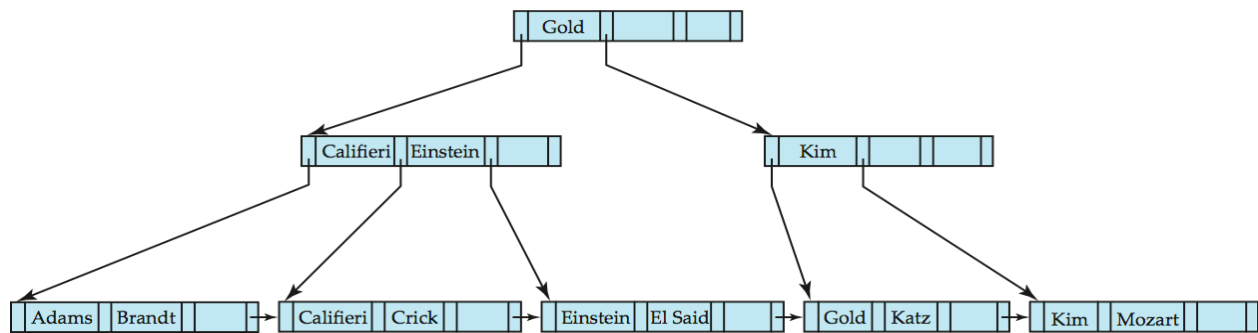 Gold
Califieri Einstein
Kim
Adams Brandt
Califieri Crick
Einstein El Said
Gold Katz
Kim Mozart